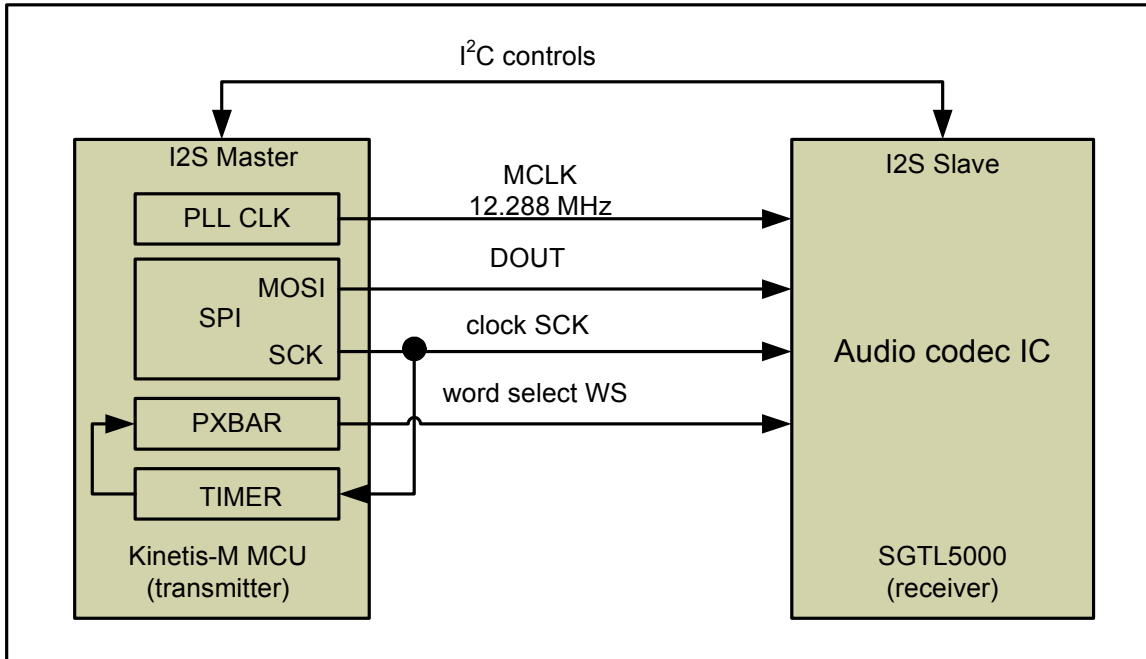 I²C controls
I2S Master
I2S Slave
MCLK
12.288 MHz
PLL CLK
DOUT
MOSI
SPI
clock SCK
SCK
Audio codec IC
word select WS
PXBAR
TIMER
Kinetis-M MCU
(transmitter)
SGTL5000
(receiver)